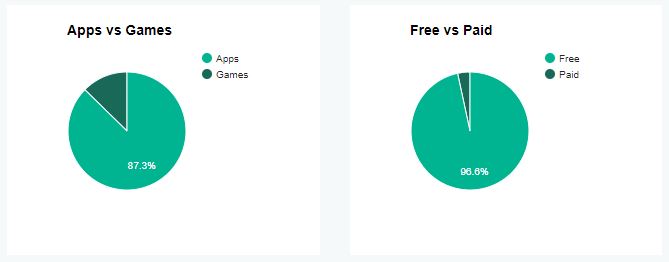 Apps vs Games
Apps
Games
87.3%
Free vs Paid
Free
Paid
96.6%